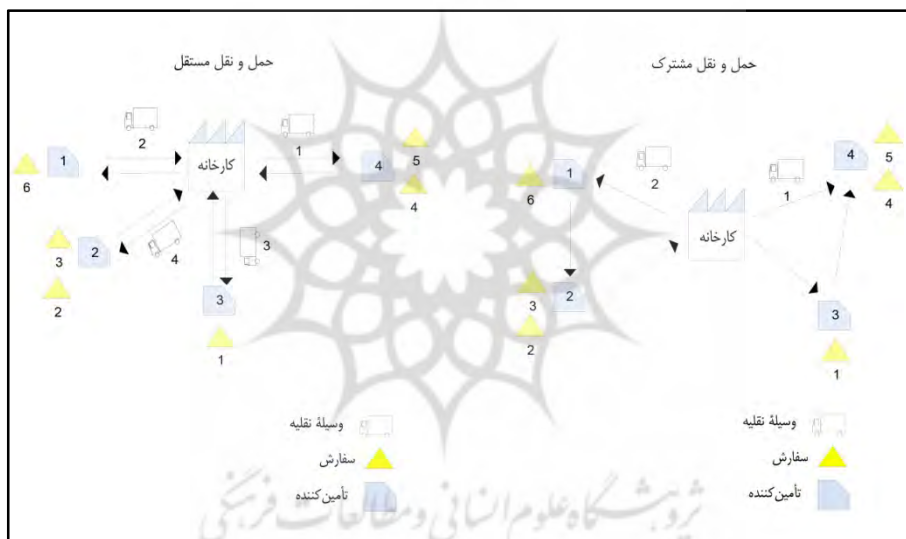 حمل و نقل مشترک
حمل و نقل مستقل
4
5
4
1
6
1
2
کارخانه
3
2
2
3
1
2
کارخانه
1
4
5
4
1
6
2
3
2
4
3
3
1
وسیلهٔ نقلیه
سفارش
تأمین‌کننده
وسیلهٔ نقلیه
سفارش
تأمین‌کننده
پژوهشگاه علوم انسانی و مطالعات فرهنگی